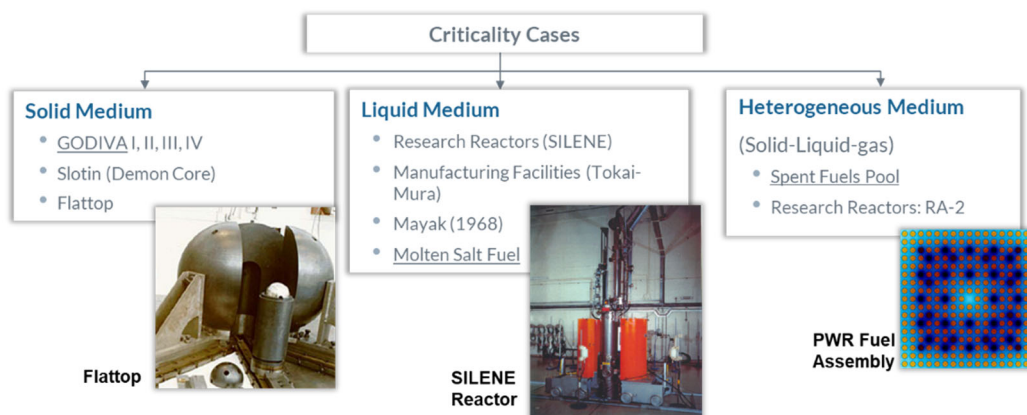 Criticality Cases
Solid Medium
GODIVA I, II, III, IV
Slotin (Demon Core)
Flattop
Flattop
Liquid Medium
Research Reactors (SILENE)
Manufacturing Facilities (Tokai-
Mura)
Mayak (1968)
Molten Salt Fuel
SILENE
Reactor
Heterogeneous Medium
(Solid-Liquid-gas)
Spent Fuels Pool
Research Reactors: RA-2
PWR Fuel
Assembly